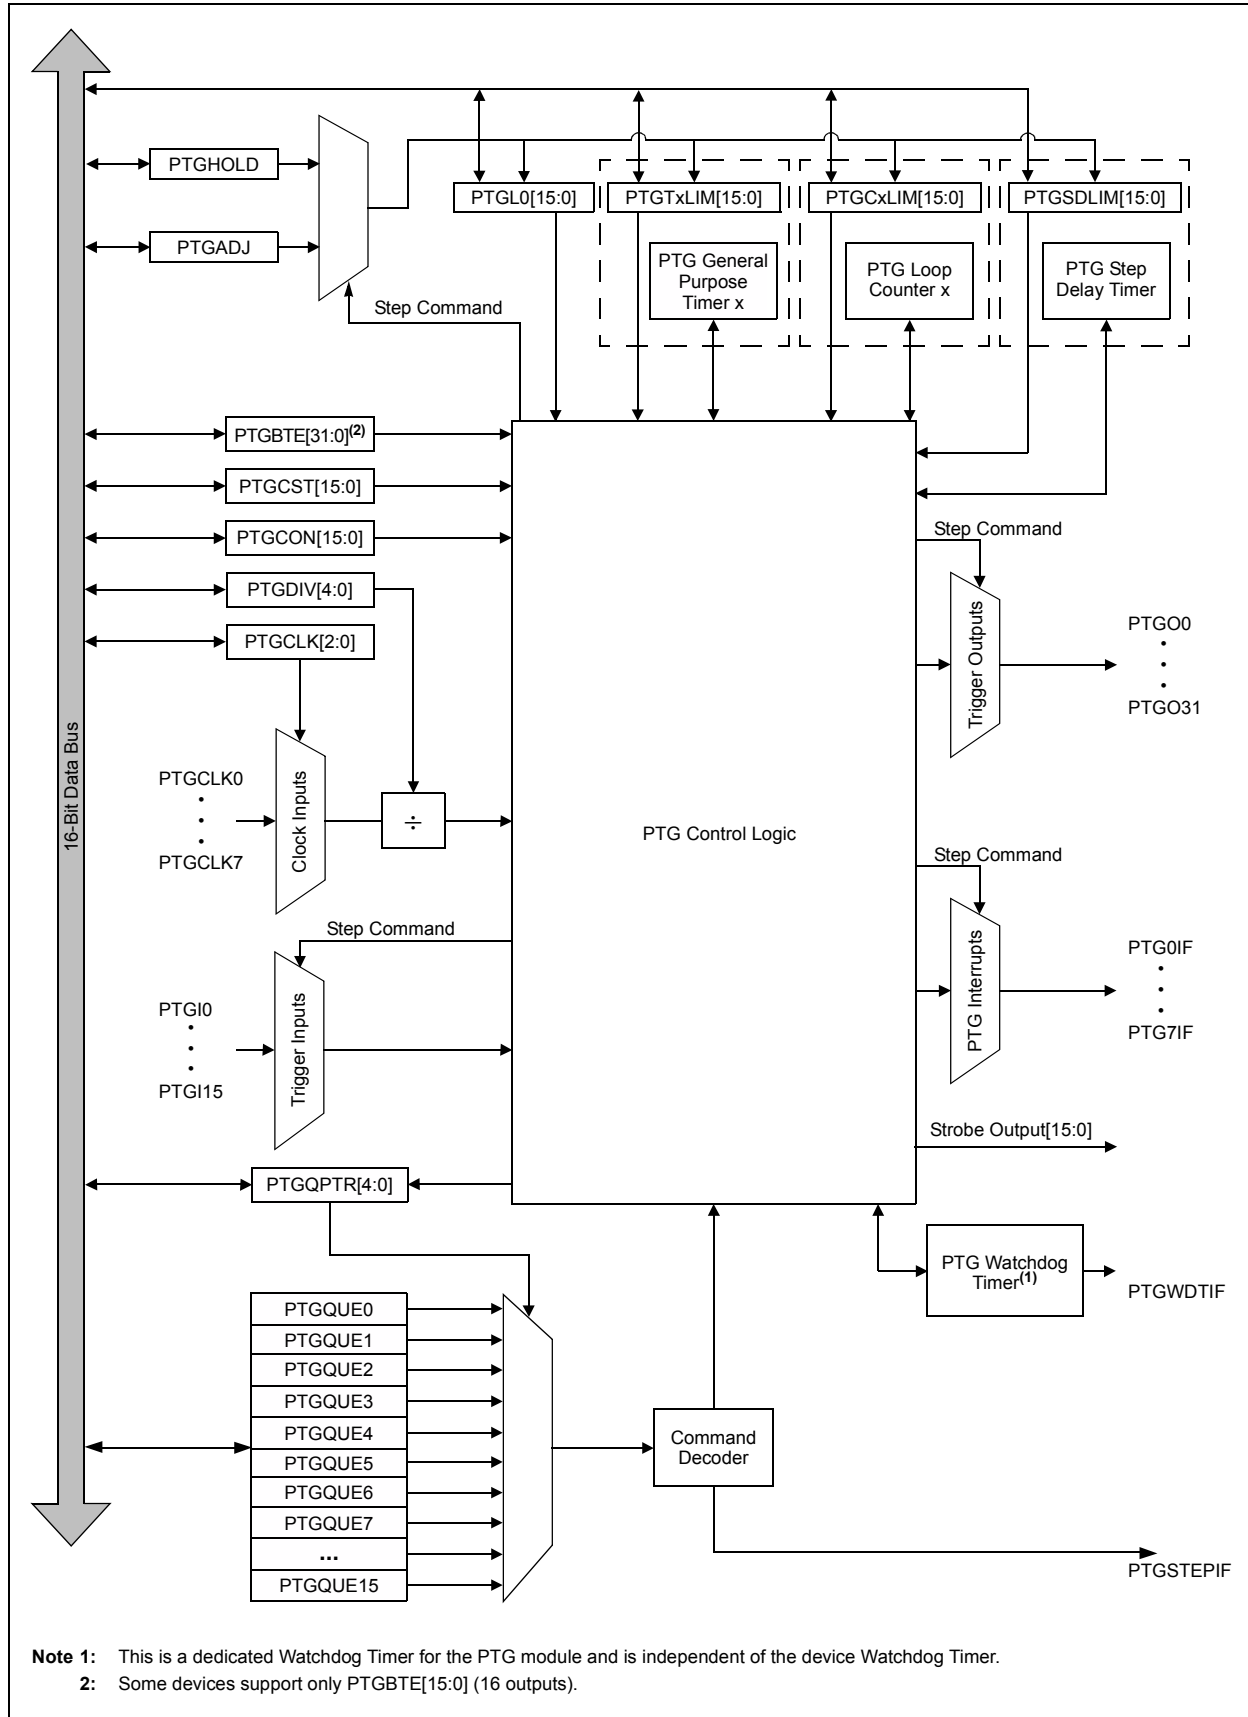 PTGHOLD
PTGADJ
PTGL0[15:0]
PTGTxLIM[15:0]
PTGCxLIM[15:0]
PTGSDLIM[15:0]
PTG General
Purpose
Timer x
PTG Loop
Counter x
PTG Step
Delay Timer
Step Command
PTGBTE[31:0](2)
PTGCST[15:0]
PTGCON[15:0]
PTGDIV[4:0]
PTGCLK[2:0]
16-Bit Data Bus
PTGCLK0
•
•
•
PTGCLK7
Clock Inputs
÷
PTG Control Logic
Step Command
Trigger Outputs
PTGO0
•
•
•
PTGO31
Step Command
PTGI0
•
•
•
PTGI15
Trigger Inputs
Step Command
PTG Interrupts
PTG0IF
•
•
•
PTG7IF
Strobe Output[15:0]
PTGQPTR[4:0]
PTG Watchdog
Timer(1)
PTGWDTIF
PTGQUE0
PTGQUE1
PTGQUE2
PTGQUE3
PTGQUE4
PTGQUE5
PTGQUE6
PTGQUE7
...
PTGQUE15
Command
Decoder
PTGSTEPIF
Note 1: This is a dedicated Watchdog Timer for the PTG module and is independent of the device Watchdog Timer.
2: Some devices support only PTGBTE[15:0] (16 outputs).